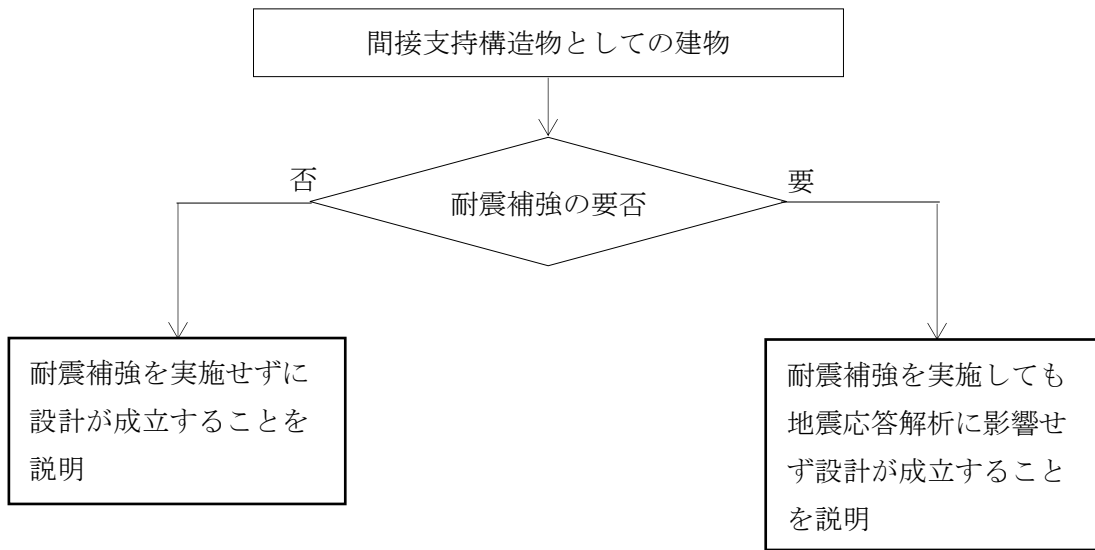 間接支持構造物としての建物
否
要
耐震補強の要否
耐震補強を実施せずに
設計が成立することを
説明
耐震補強を実施しても
地震応答解析に影響せ
ず設計が成立すること
を説明